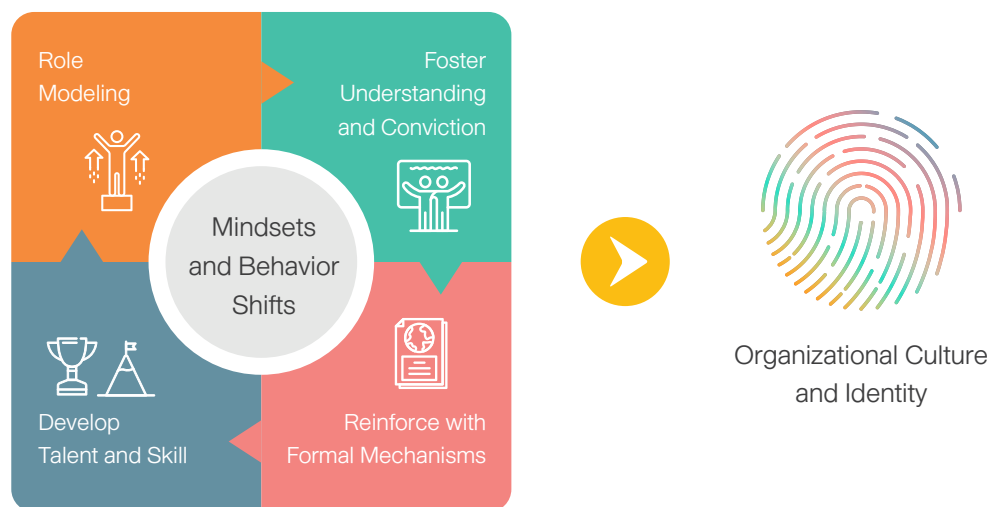 Role
Modeling
Foster
Understanding
and Conviction
Mindsets
and Behavior
Shifts
Develop
Talent and Skill
Reinforce with
Formal Mechanisms
Organizational Culture
and Identity